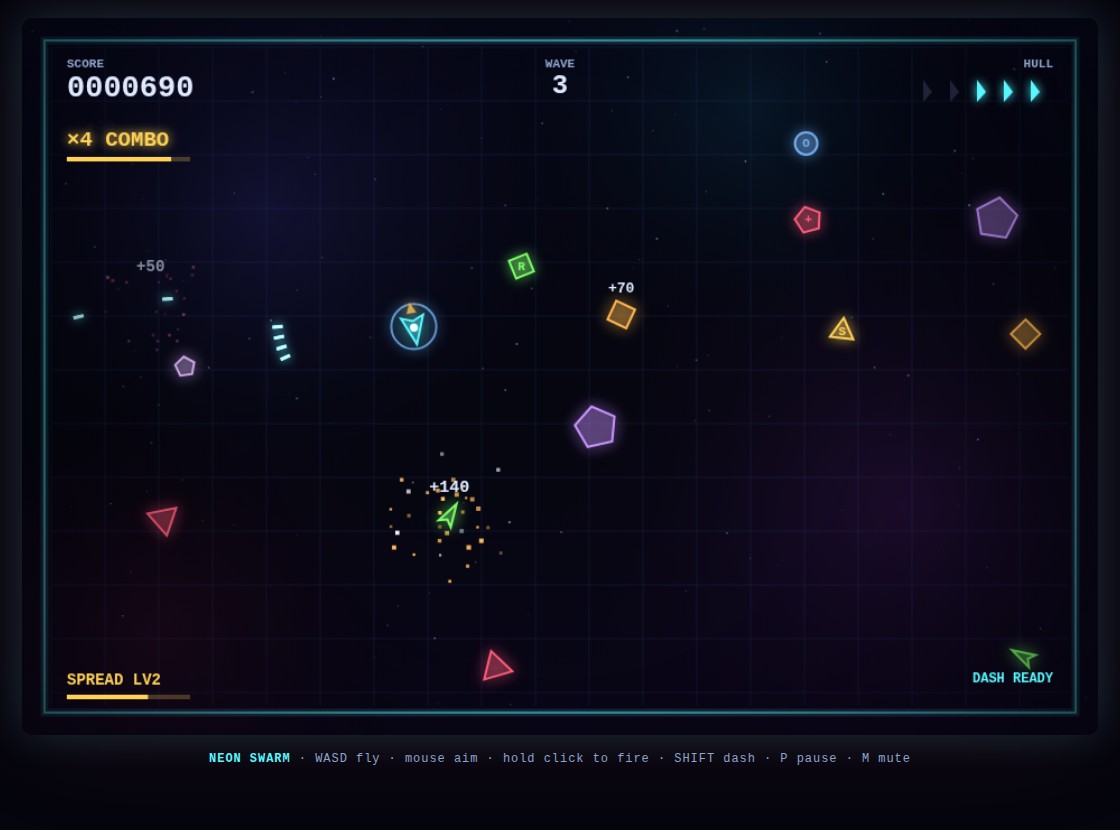 SCORE
0000690
WAVE
3
HULL
×4 COMBO
O
+
+50
R
+70
S
+140
SPREAD LV2
DASH READY
NEON SWARM · WASD fly · mouse aim · hold click to fire · SHIFT dash · P pause · M mute